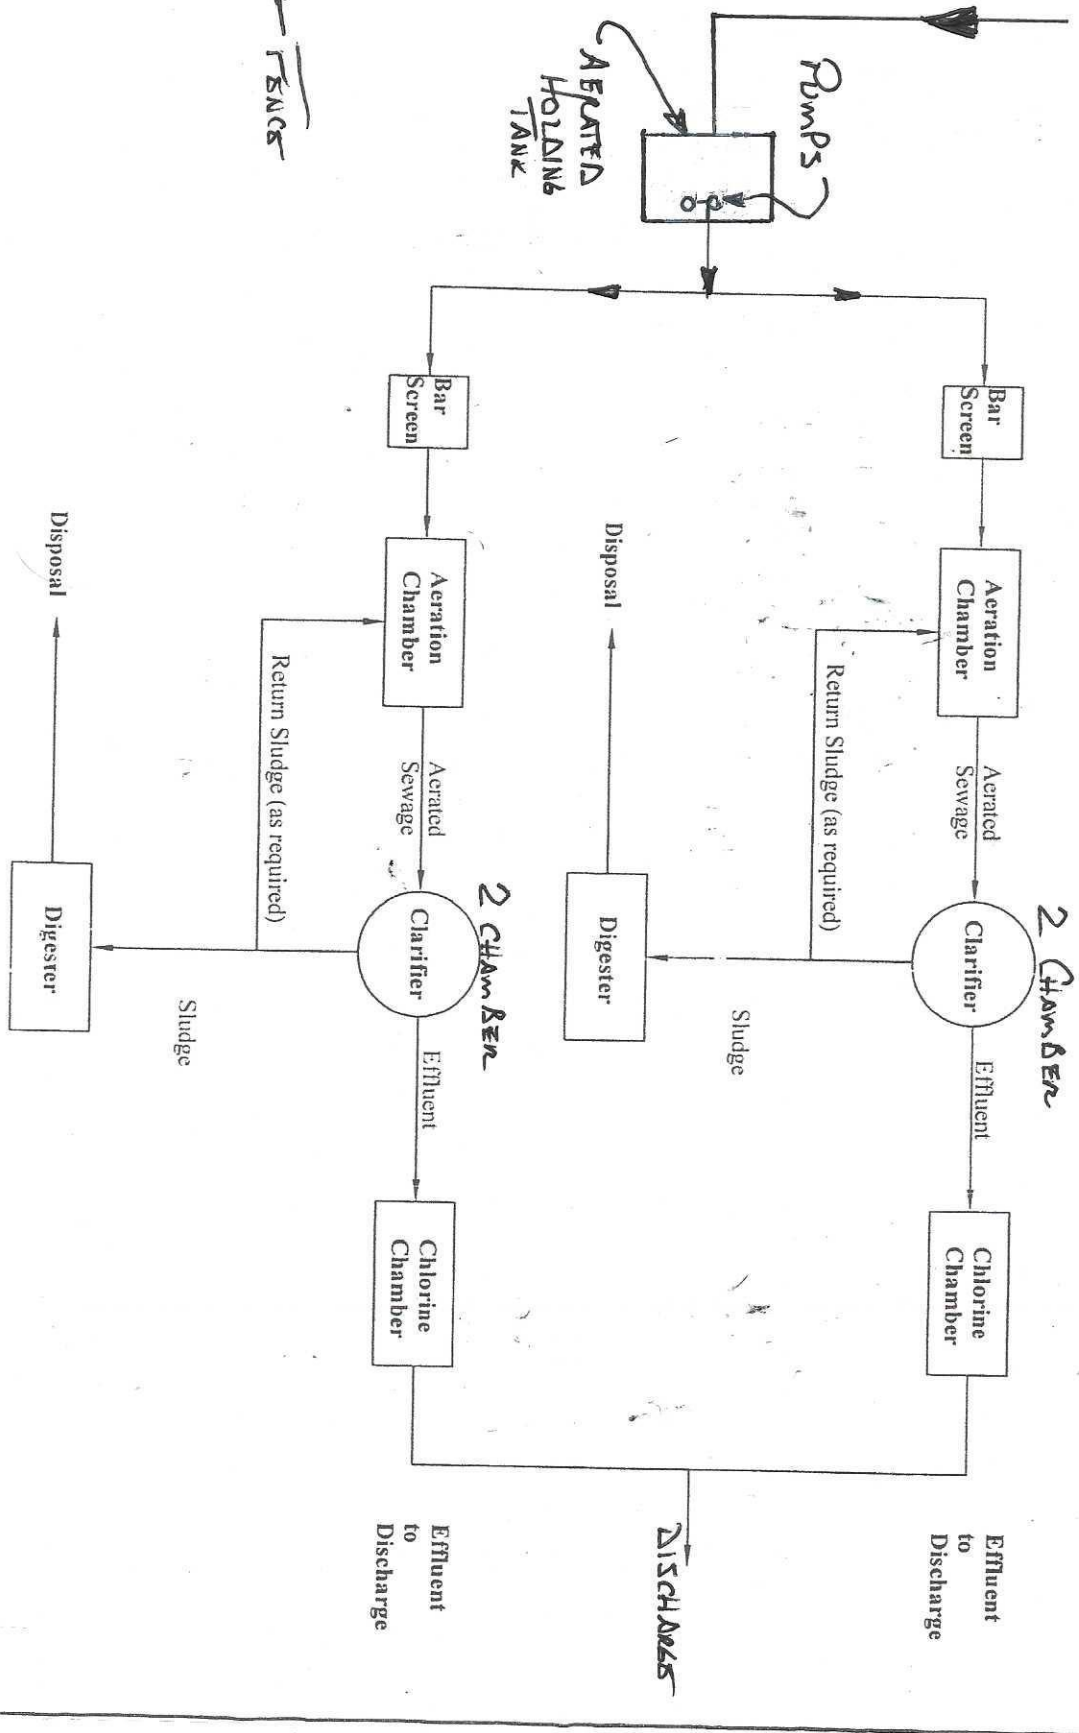 PUMPS
AERATED
HOLDING
TANK
FENCE
Bar
Screen
Aeration
Chamber
Return Sludge (as required)
Aerated
Sewage
2 CHAMBER
Clarifier
Effluent
Chlorine
Chamber
Effluent
to
Discharge
Disposal
Digester
Sludge
DISCHARGE
Bar
Screen
Aeration
Chamber
Return Sludge (as required)
Aerated
Sewage
2 CHAMBER
Clarifier
Effluent
Chlorine
Chamber
Effluent
to
Discharge
Disposal
Digester
Sludge